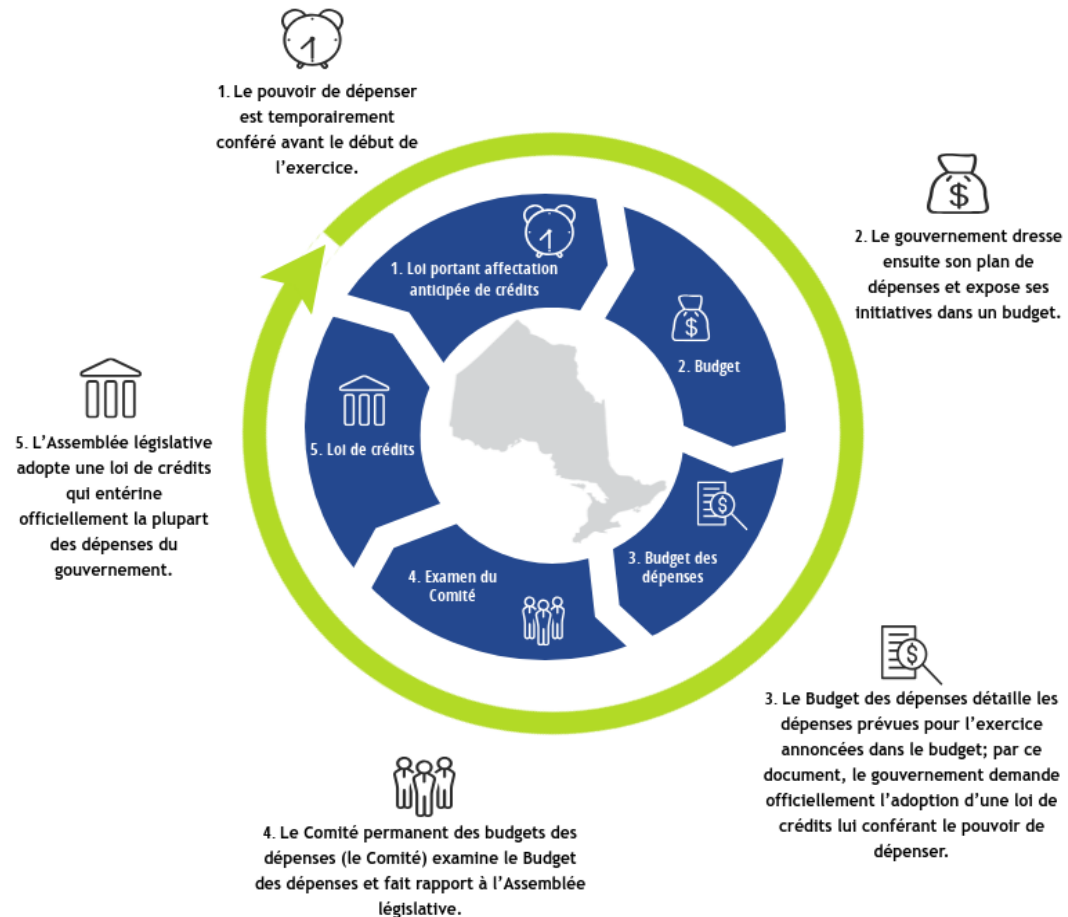 1. Le pouvoir de dépenser
est temporairement
conféré avant le début de
l'exercice.
2. Le gouvernement dresse
ensuite son plan de
dépenses et expose ses
initiatives dans un budget.
1. Loi portant affectation
anticipée de crédits
$
2. Budget
$
3. Budget des
dépenses
$
4. Examen du
Comité
5. Loi de crédits
5. L'Assemblée législative
adopte une loi de crédits
qui entérine
officiellement la plupart
des dépenses du
gouvernement.
$
3. Le Budget des dépenses détaille les
dépenses prévues pour l'exercice
annoncées dans le budget; par ce
document, le gouvernement demande
officiellement l'adoption d'une loi de
crédits lui conférant le pouvoir de
dépenser.
4. Le Comité permanent des budgets des
dépenses (le Comité) examine le Budget
des dépenses et fait rapport à l'Assemblée
législative.